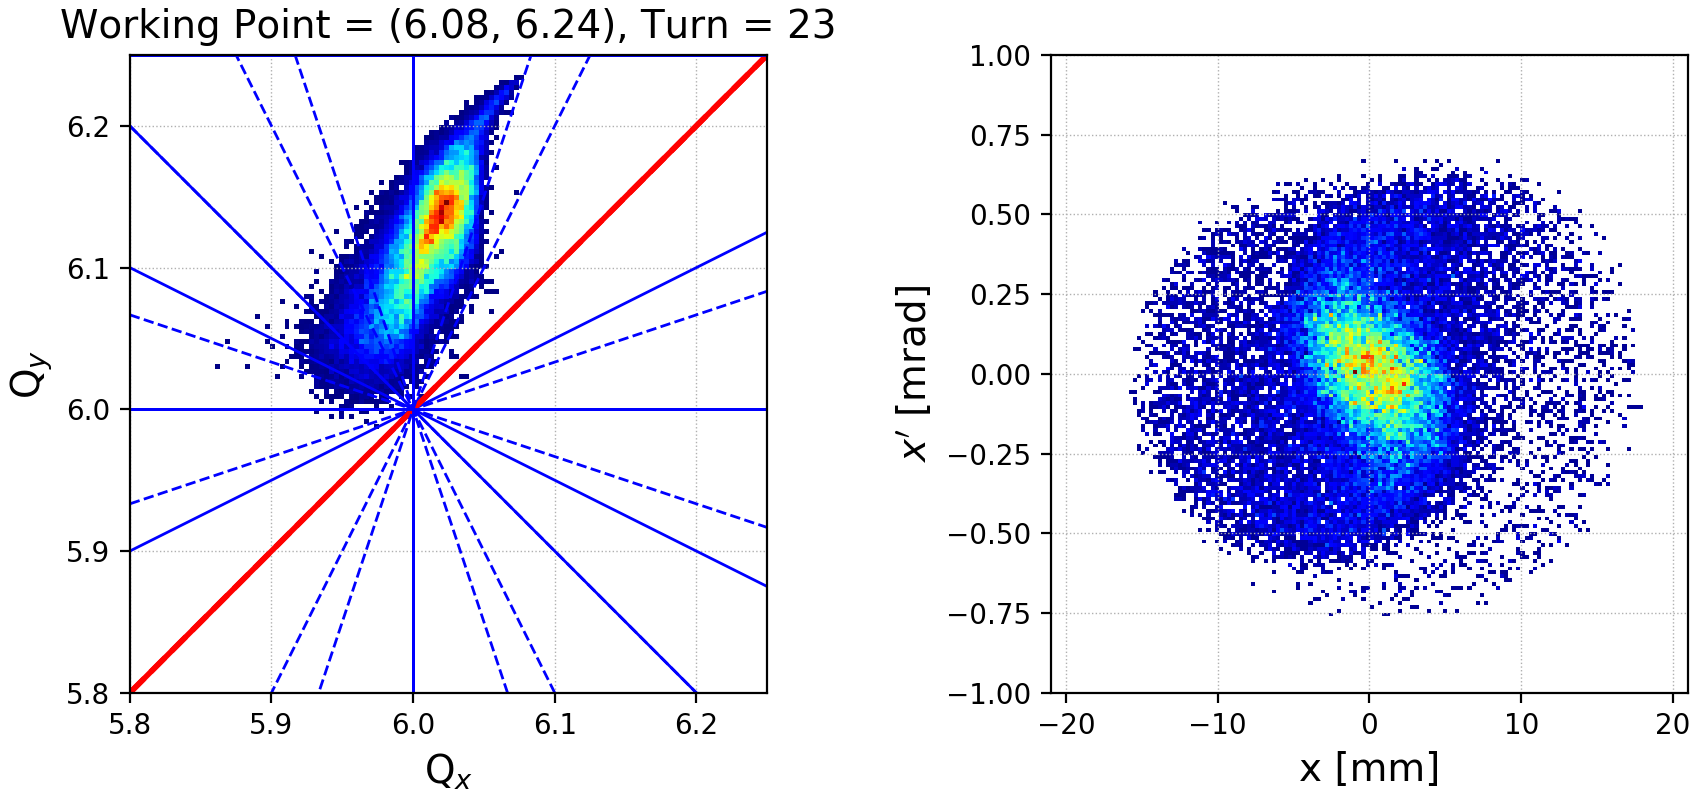 Working Point = (6.08, 6.24), Turn = 23
6.2
6.1
6.0
5.9
5.8
Qy
5.8 5.9 6.0 6.1 6.2
Qx
1.00
0.75
0.50
0.25
0.00
−0.25
−0.50
−0.75
−1.00
x′ [mrad]
−20 −10 0 10 20
x [mm]